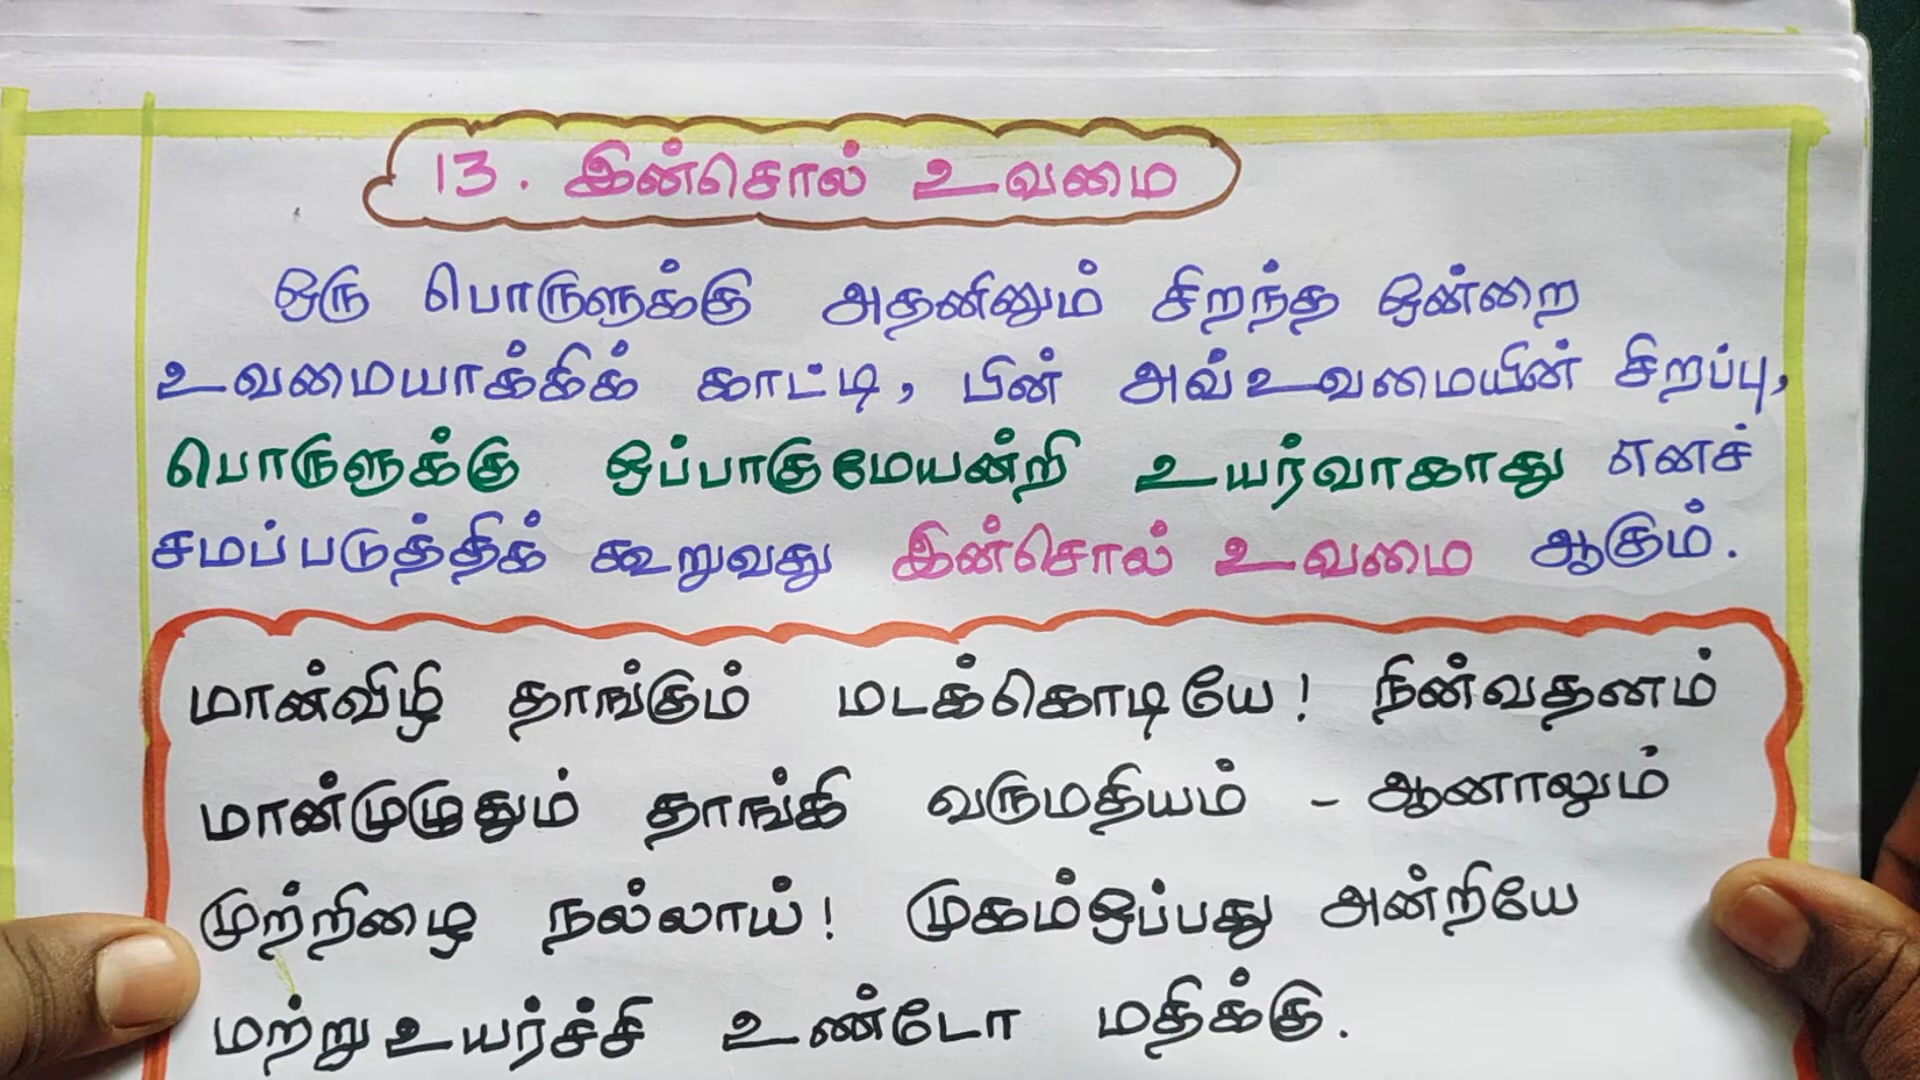 13. இன்சொல் உவமை
ஒரு பொருளுக்கு அதனினும் சிறந்த ஒன்றை
உவமையாக்கிக் காட்டி, பின் அவ்உவமையின் சிறப்பு,
பொருளுக்கு ஒப்பாகுமேயன்றி உயர்வாகாது எனச்
சமப்படுத்திக் கூறுவது இன்சொல் உவமை ஆகும்.
மான்விழி தாங்கும் மடக்கொடியே! நின்வதனம்
மான்முழுதும் தாங்கி வருமதியம் - ஆனாலும்
முற்றிழை நல்லாய்! முகம்ஒப்பது அன்றியே
மற்றுஉயர்ச்சி உண்டோ மதிக்கு.